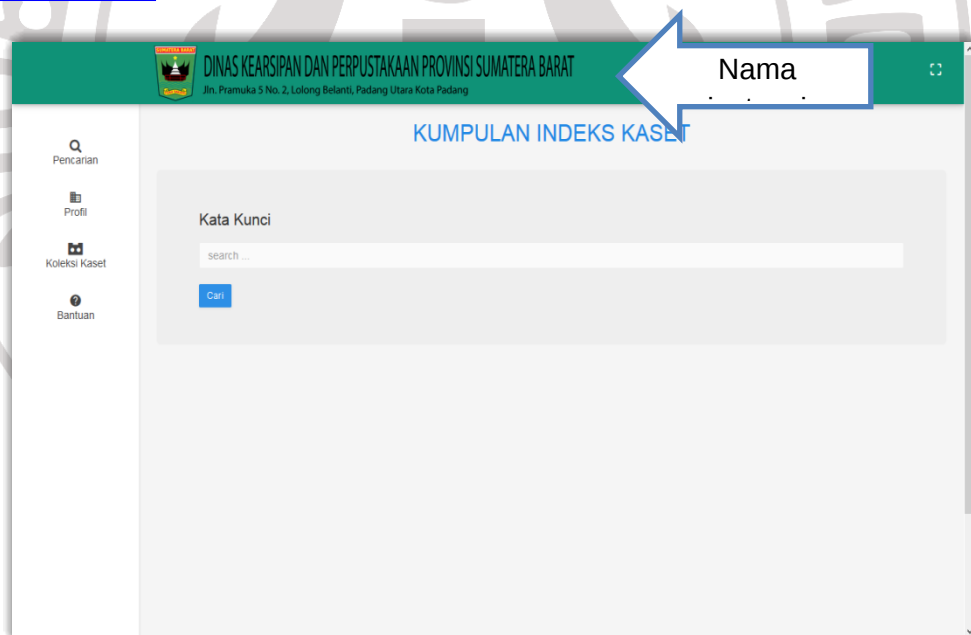 SUMATERA BARAT
DINAS KEARSIPAN DAN PERPUSTAKAAN PROVINSI SUMATERA BARAT
Jln. Pramuka 5 No. 2, Lolong Belanti, Padang Utara Kota Padang
Nama
KUMPULAN INDEKS KASET
Pencarian
Profil
Koleksi Kaset
Bantuan
Kata Kunci
search ...
Cari